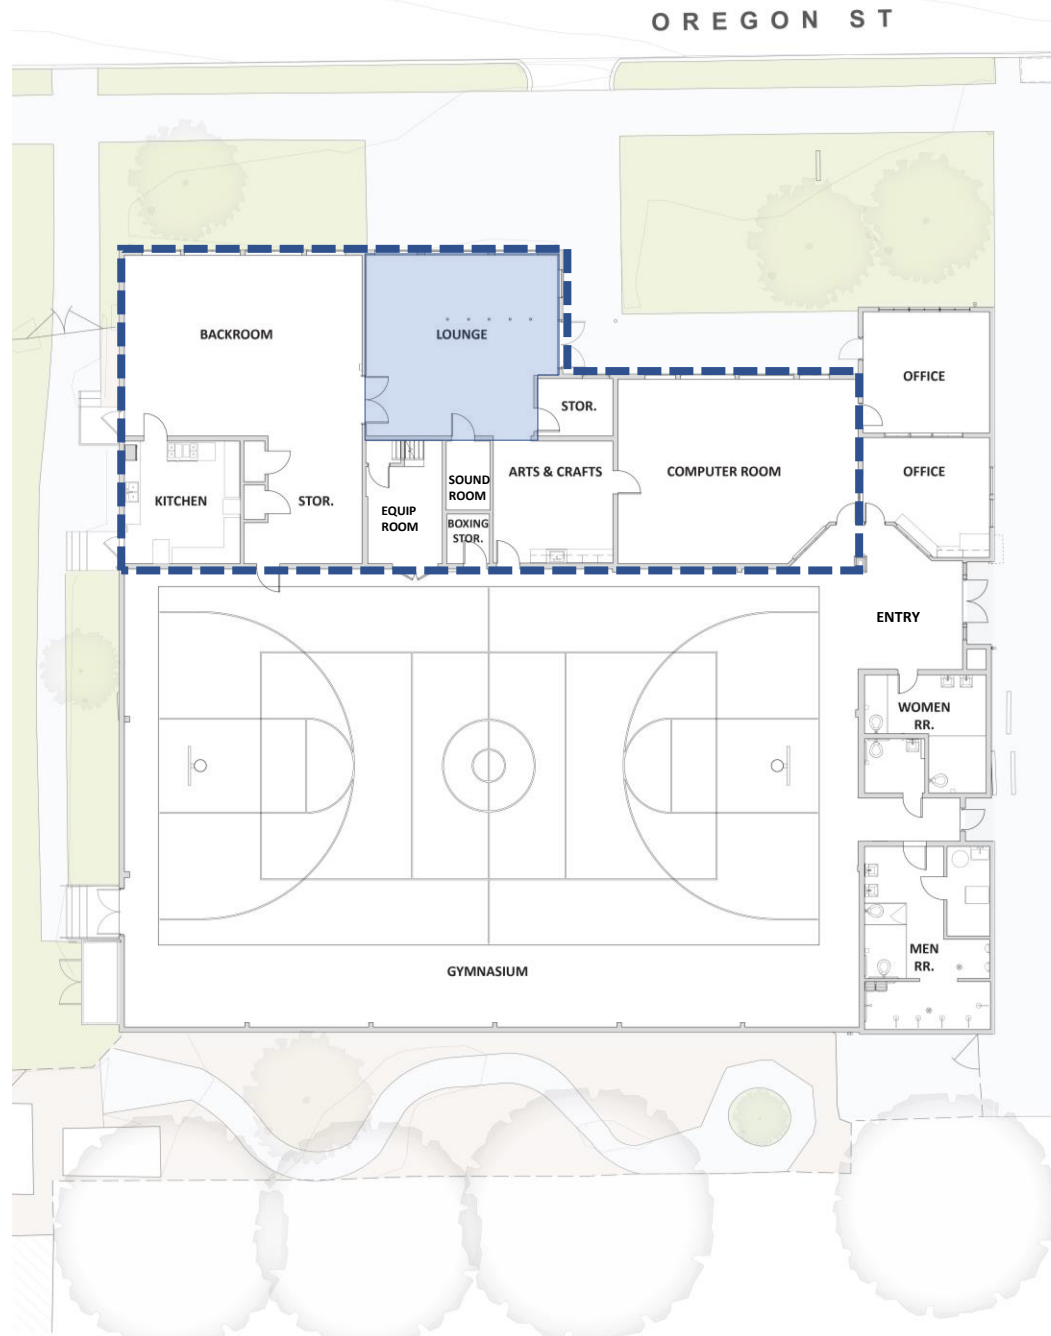 OREGON ST
BACKROOM
LOUNGE
OFFICE
STOR.
OFFICE
ARTS & CRAFTS
COMPUTER ROOM
KITCHEN
STOR.
SOUND
ROOM
EQUIP
ROOM
BOXING
STOR.
ENTRY
WOMEN
RR.
MEN
RR.
GYMNASIUM